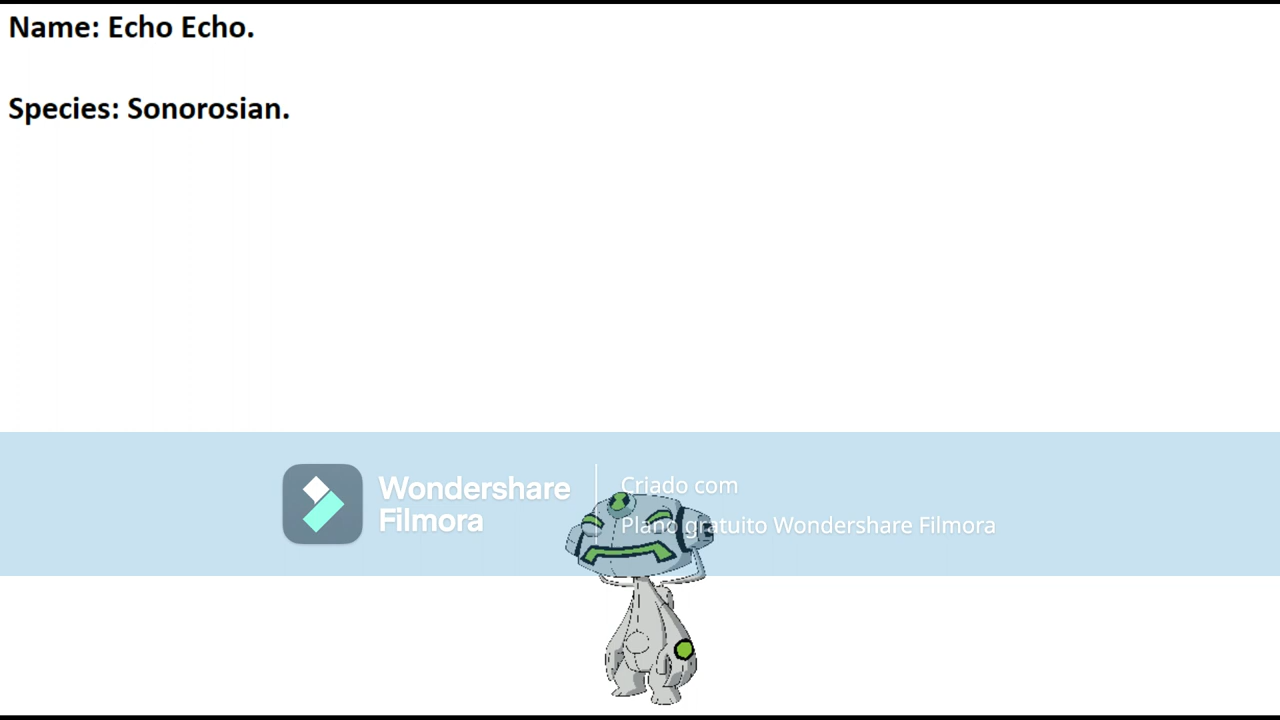 Name: Echo Echo.
Species: Sonorosian.
Wondershare
Filmora
Criado com
Plano gratuito Wondershare Filmora